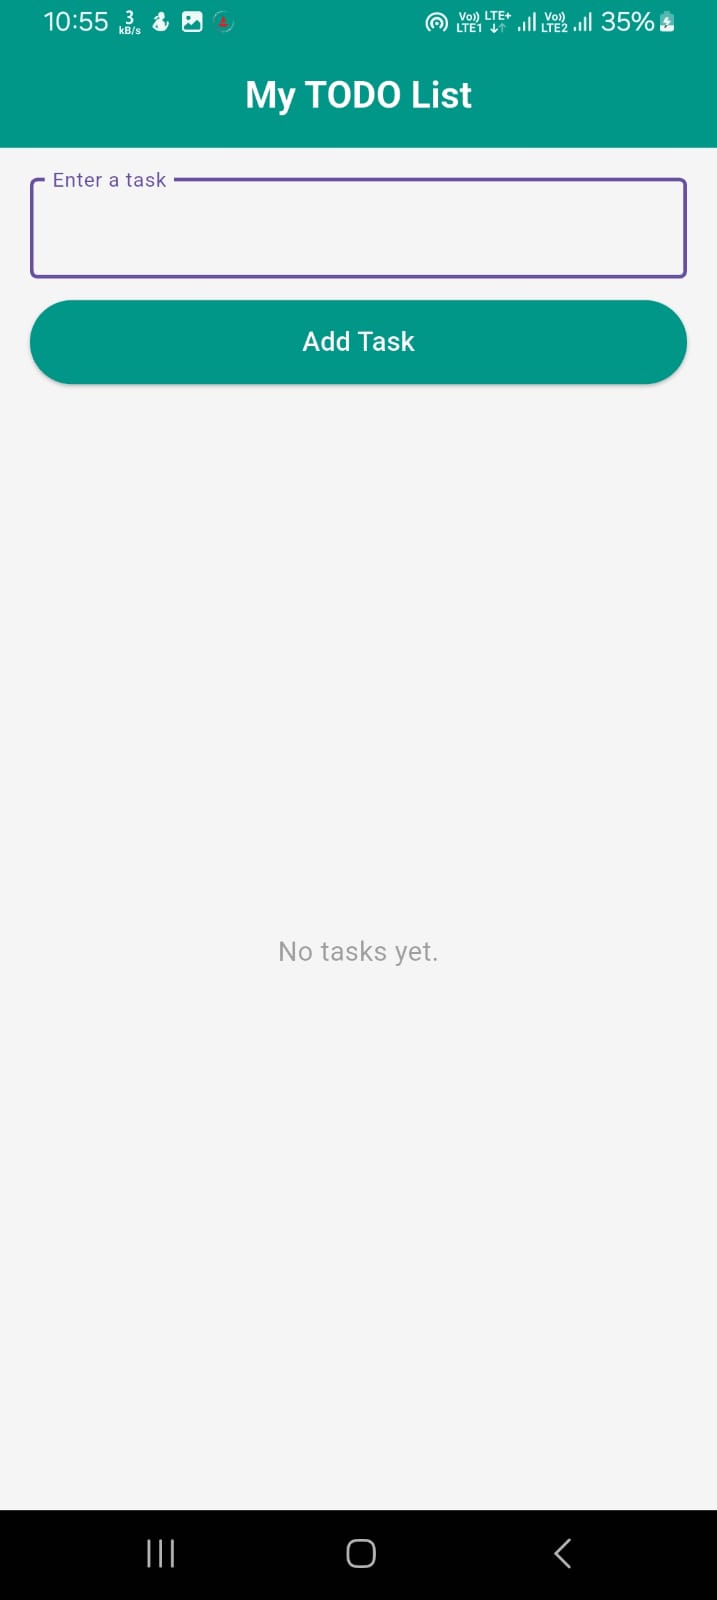 10:55 3 kB/s Vo)) LTE1 LTE+ Vo)) LTE2 35%
My TODO List
Enter a task
Add Task
No tasks yet.